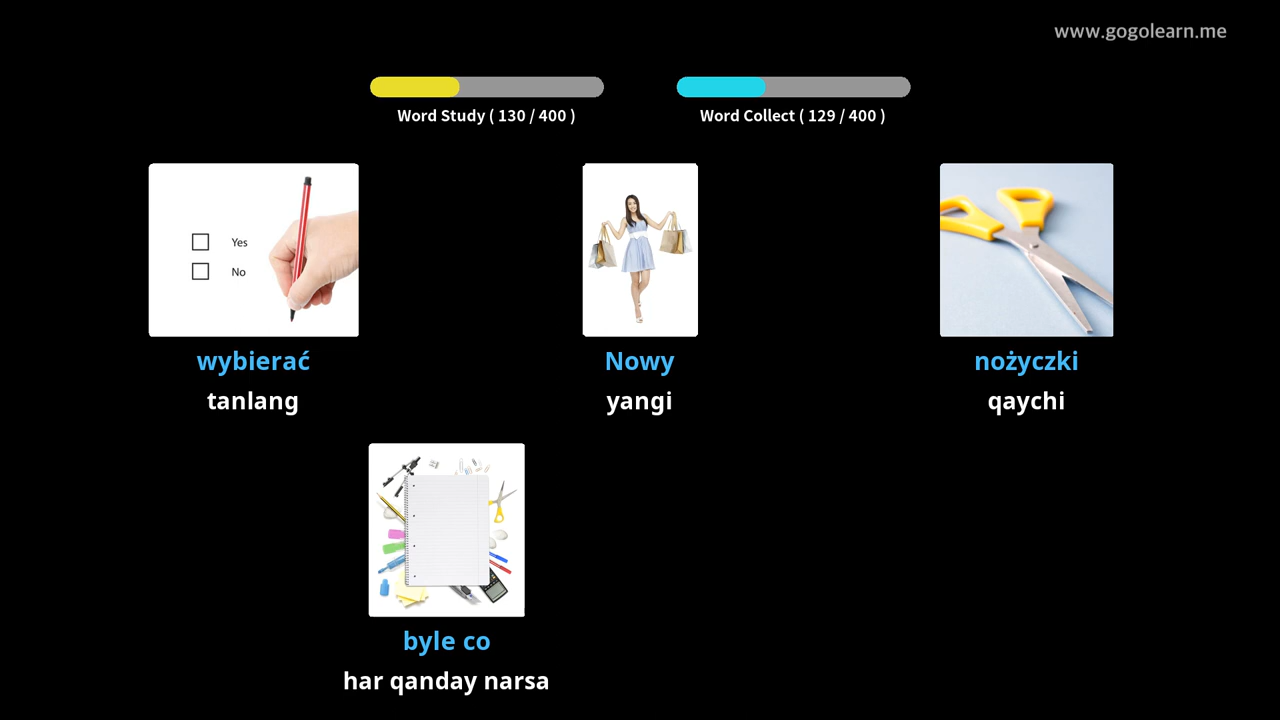 www.gogolearn.me
Word Study ( 130 / 400 )
Word Collect ( 129 / 400 )
Yes
No
wybierać
tanlang
Nowy
yangi
nożyczki
qaychi
byle co
har qanday narsa